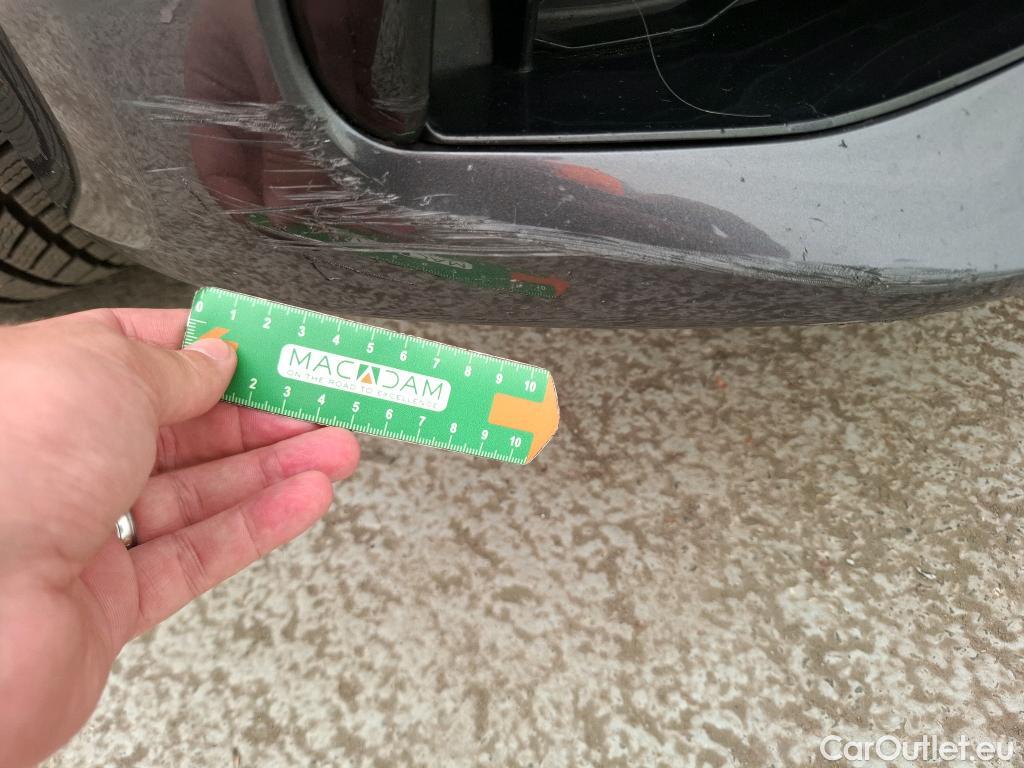 0 1 2 3 4 5 6 7 8 9 10
MACADAM
ON THE ROAD TO EXCELLENCE
2 3 4 5 6 7 8 9 10
CarOutlet.eu